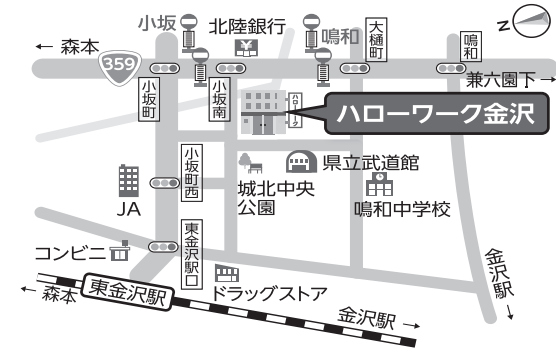 小坂
北陸銀行
鳴和
大樋町
鳴和
N
← 森本
359
兼六園下 →
小坂町
小坂南
ハローワーク
ハローワーク金沢
小坂町西
JA
城北中央
公園
県立武道館
鳴和中学校
東金沢駅口
コンビニ
ドラッグストア
金沢駅
↓
← 森本
東金沢駅
金沢駅 →